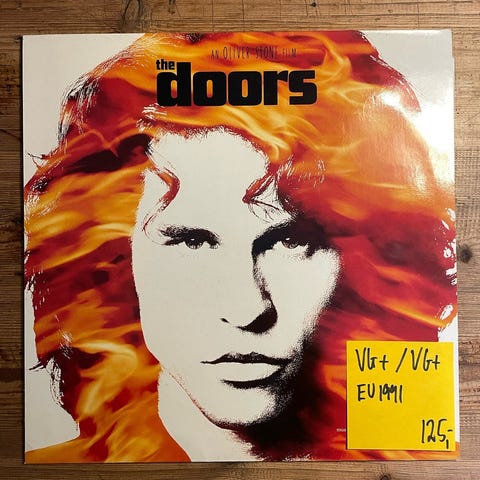 AN OLIVER STONE FILM
the
doors
VG+ / VG+
EU 1991
125,-